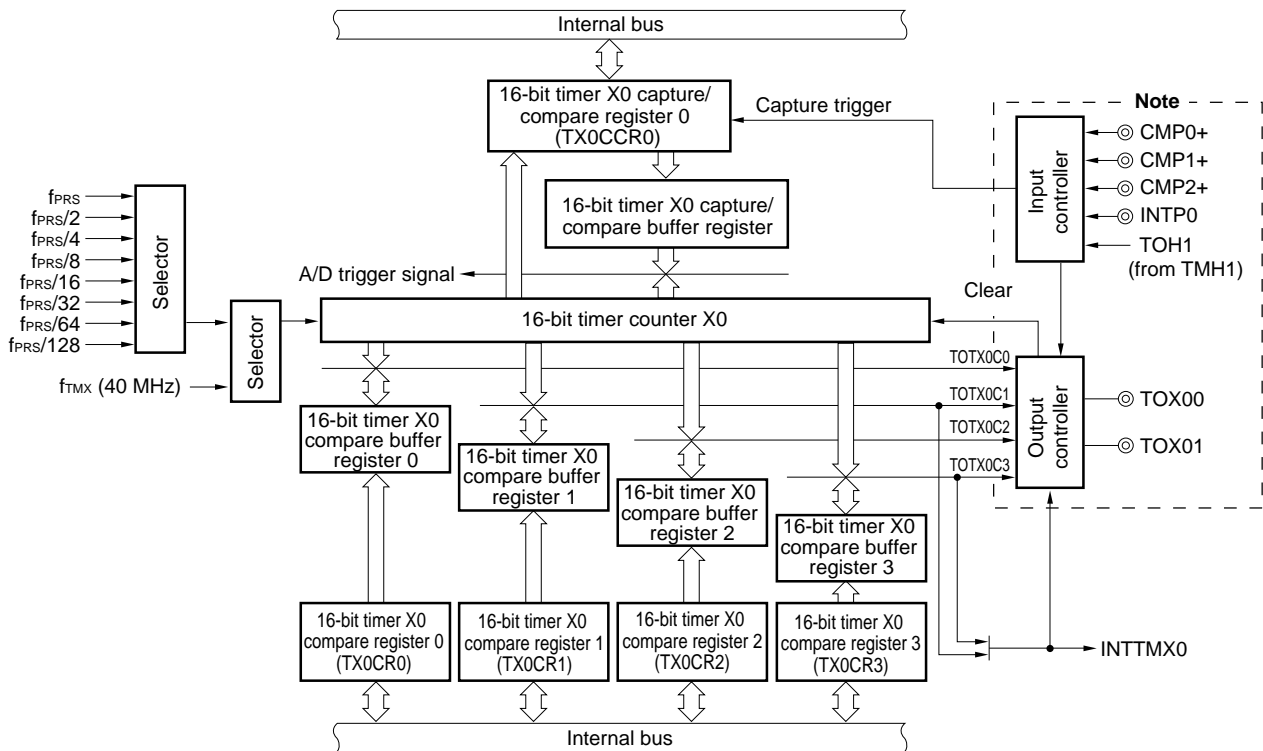 Internal bus
16-bit timer X0 capture/
compare register 0
(TX0CCR0)
Capture trigger
Note
Input
controller
CMP0+
CMP1+
CMP2+
INTP0
TOH1
(from TMH1)
16-bit timer X0 capture/
compare buffer register
fPRS
fPRS/2
fPRS/4
fPRS/8
fPRS/16
fPRS/32
fPRS/64
fPRS/128
Selector
fTMX (40 MHz)
Selector
A/D trigger signal
Clear
16-bit timer counter X0
TOTX0C0
TOTX0C1
TOTX0C2
TOTX0C3
Output
controller
TOX00
TOX01
16-bit timer X0
compare buffer
register 0
16-bit timer X0
compare buffer
register 1
16-bit timer X0
compare buffer
register 2
16-bit timer X0
compare buffer
register 3
16-bit timer X0
compare register 0
(TX0CR0)
16-bit timer X0
compare register 1
(TX0CR1)
16-bit timer X0
compare register 2
(TX0CR2)
16-bit timer X0
compare register 3
(TX0CR3)
INTTMX0
Internal bus